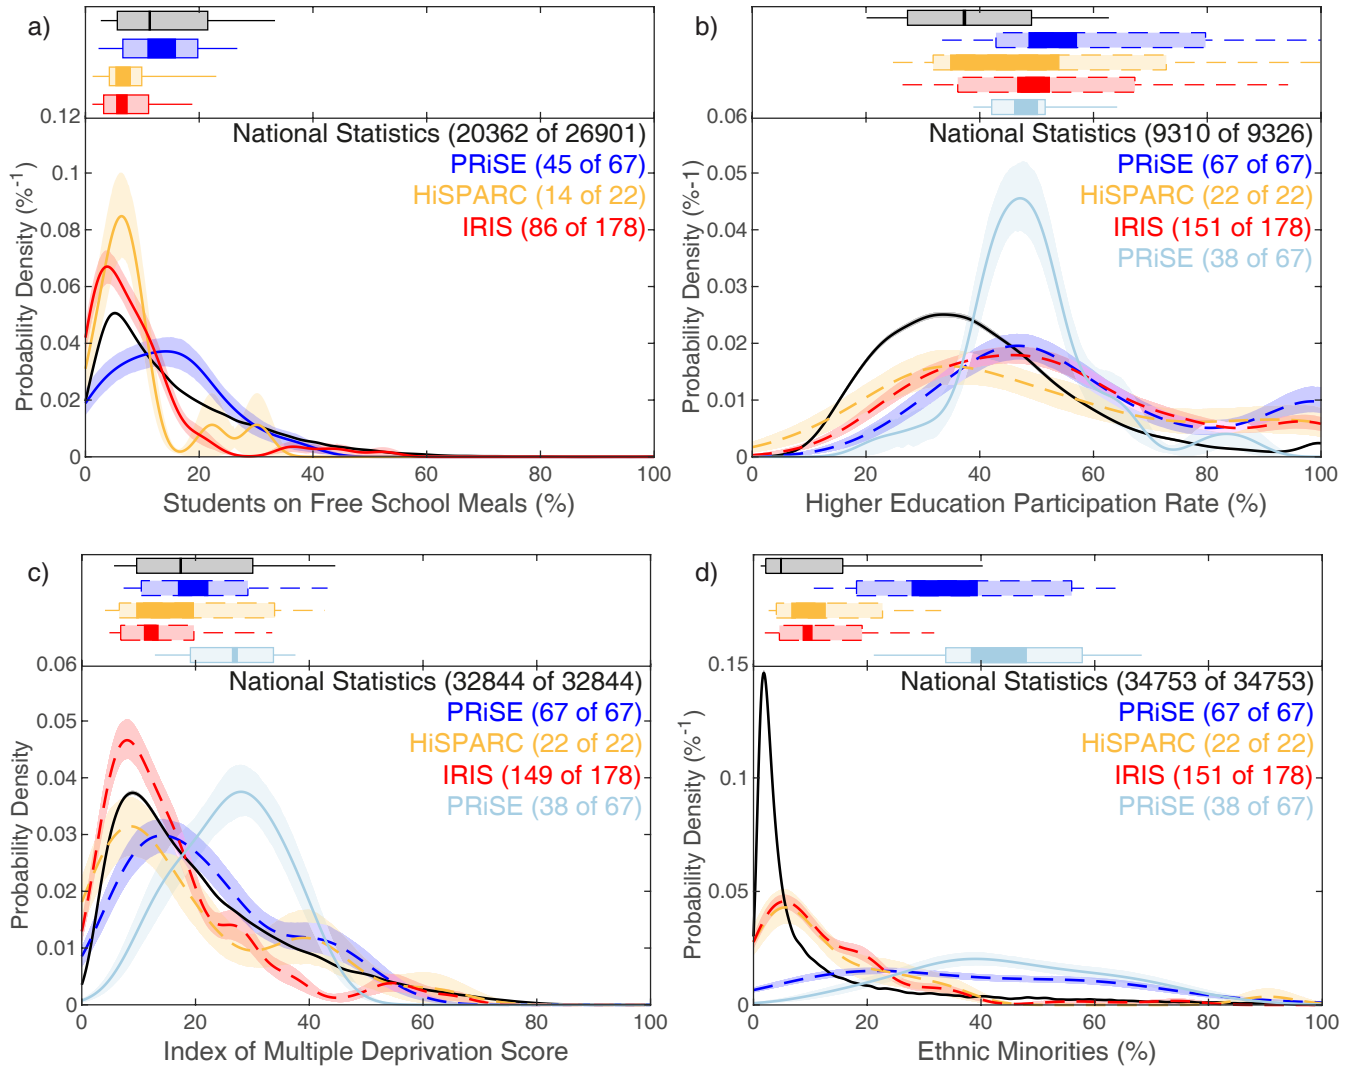 a)
0.12
National Statistics (20362 of 26901)
PRiSE (45 of 67)
HiSPARC (14 of 22)
IRIS (86 of 178)
0.1
0.08
0.06
0.04
0.02
0
Probability Density (%-1)
0 20 40 60 80 100
Students on Free School Meals (%)
b)
0.06
National Statistics (9310 of 9326)
PRiSE (67 of 67)
HiSPARC (22 of 22)
IRIS (151 of 178)
PRiSE (38 of 67)
0.05
0.04
0.03
0.02
0.01
0
Probability Density (%-1)
0 20 40 60 80 100
Higher Education Participation Rate (%)
c)
0.06
National Statistics (32844 of 32844)
PRiSE (67 of 67)
HiSPARC (22 of 22)
IRIS (149 of 178)
PRiSE (38 of 67)
0.05
0.04
0.03
0.02
0.01
0
Probability Density
0 20 40 60 80 100
Index of Multiple Deprivation Score
d)
0.15
National Statistics (34753 of 34753)
PRiSE (67 of 67)
HiSPARC (22 of 22)
IRIS (151 of 178)
PRiSE (38 of 67)
0.1
0.05
0
Probability Density (%-1)
0 20 40 60 80 100
Ethnic Minorities (%)